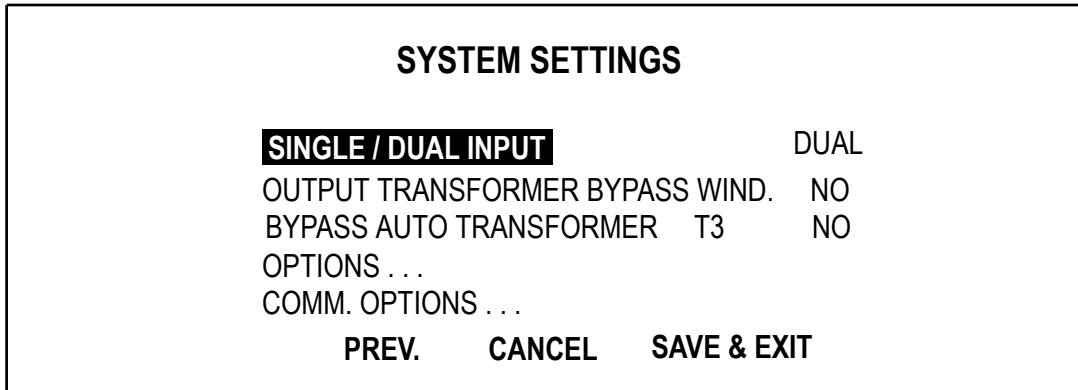 SYSTEM SETTINGS
SINGLE / DUAL INPUT DUAL
OUTPUT TRANSFORMER BYPASS WIND. NO
BYPASS AUTO TRANSFORMER T3 NO
OPTIONS . . .
COMM. OPTIONS . . .
PREV. CANCEL SAVE & EXIT